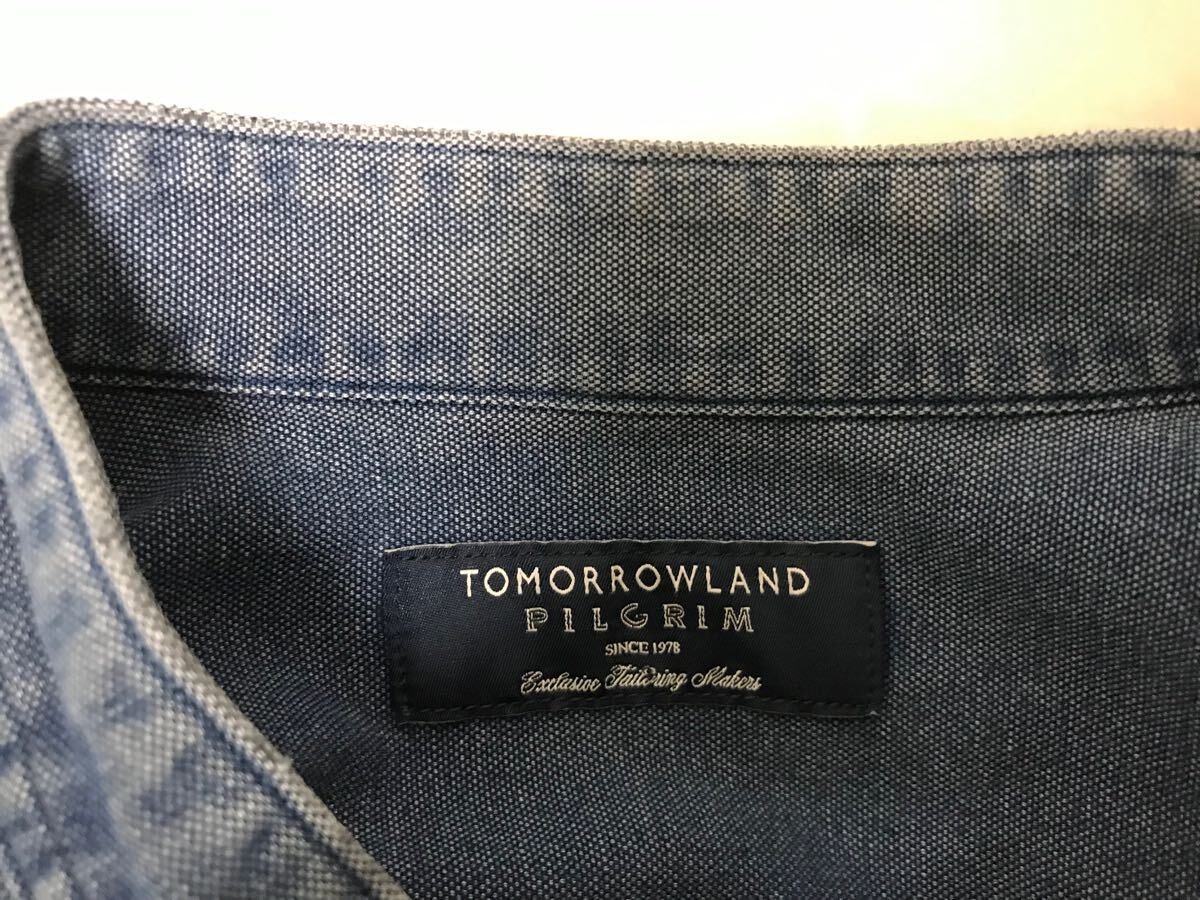 TOMORROWLAND
PILGRIM
SINCE 1978
Exclusive Tailoring Makers